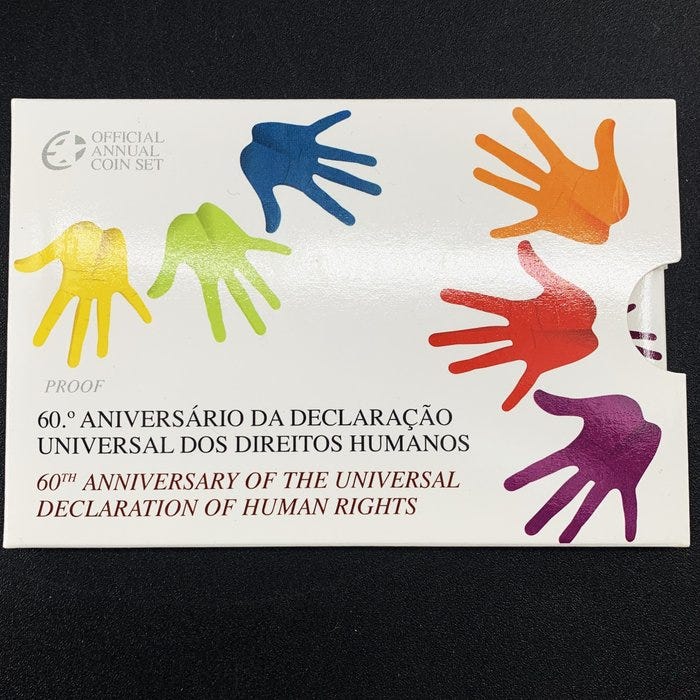 OFFICIAL
ANNUAL
COIN SET
PROOF
60.º ANIVERSÁRIO DA DECLARAÇÃO
UNIVERSAL DOS DIREITOS HUMANOS
60TH ANNIVERSARY OF THE UNIVERSAL
DECLARATION OF HUMAN RIGHTS